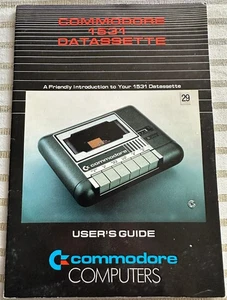 COMMODORE
1531
DATASSETTE
A Friendly Introduction to Your 1531 Datassette
29
commodore
USER'S GUIDE
commodore
COMPUTERS